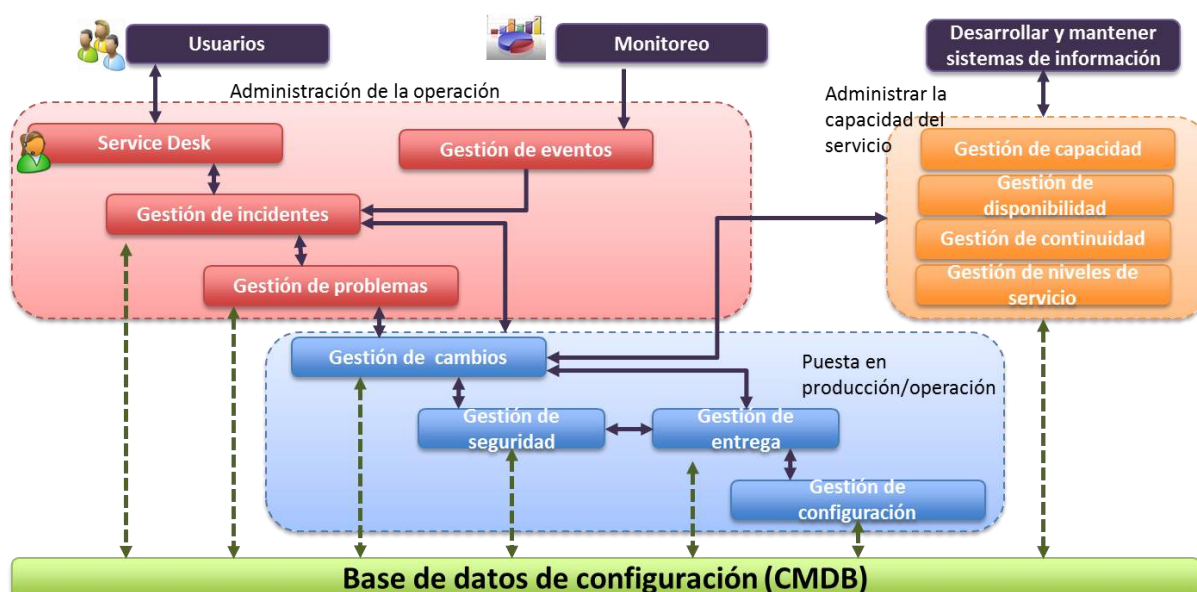 Usuarios
Monitoreo
Desarrollar y mantener
sistemas de información
Administración de la operación
Administrar la
capacidad del
servicio
Service Desk
Gestión de eventos
Gestión de capacidad
Gestión de
disponibilidad
Gestión de incidentes
Gestión de continuidad
Gestión de problemas
Gestión de niveles de
servicio
Gestión de  cambios
Puesta en
producción/operación
Gestión de
seguridad
Gestión de
entrega
Gestión de
configuración
Base de datos de configuración (CMDB)